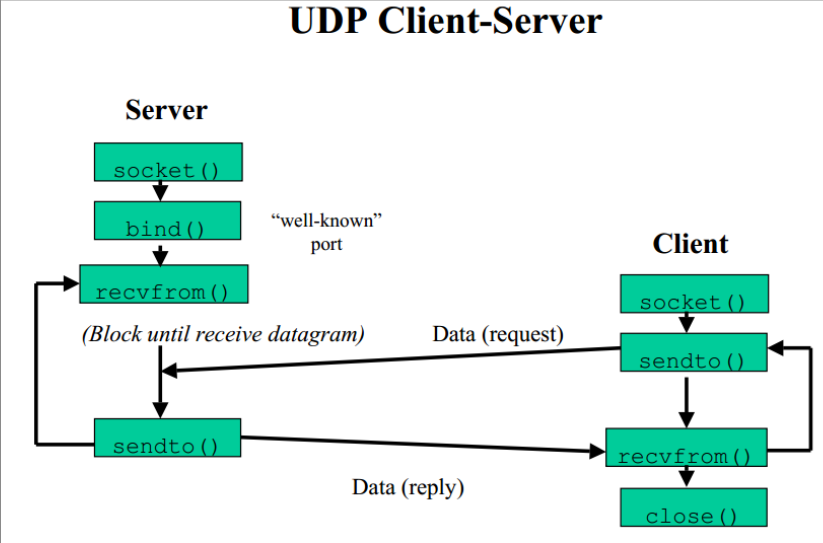 UDP Client-Server
Server
socket()
bind()
“well-known”
port
recvfrom()
(Block until receive datagram)
sendto()
Client
socket()
Data (request)
sendto()
recvfrom()
Data (reply)
close()